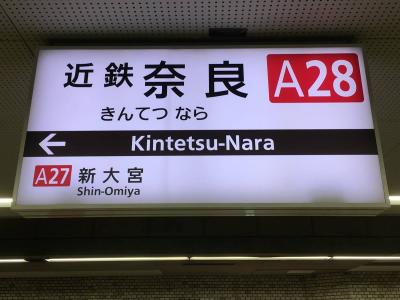 近鉄奈良 A28
きんてつ なら
← Kintetsu-Nara
A27 新大宮
Shin-Omiya